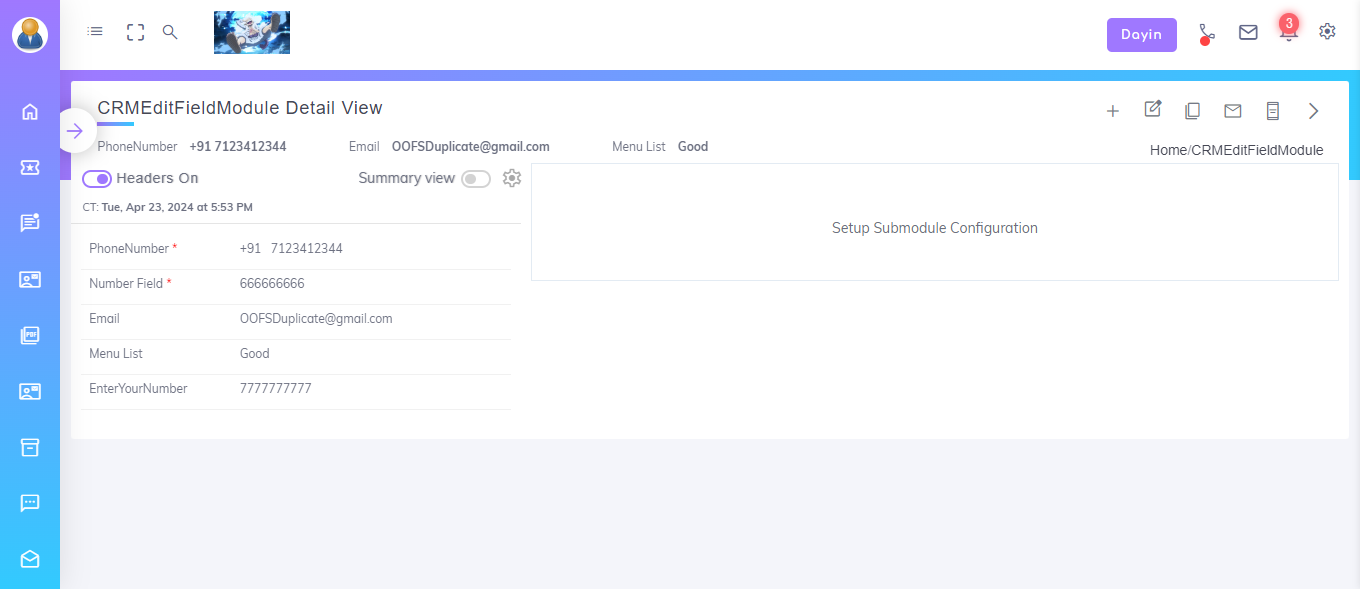 Dayin
3
CRMEditFieldModule Detail View
PhoneNumber +91 7123412344 Email OOFSDuplicate@gmail.com Menu List Good
Home/CRMEditFieldModule
Headers On Summary view
CT: Tue, Apr 23, 2024 at 5:53 PM
Setup Submodule Configuration
PhoneNumber * +91 7123412344
Number Field * 666666666
Email OOFSDuplicate@gmail.com
Menu List Good
EnterYourNumber 7777777777
PDF